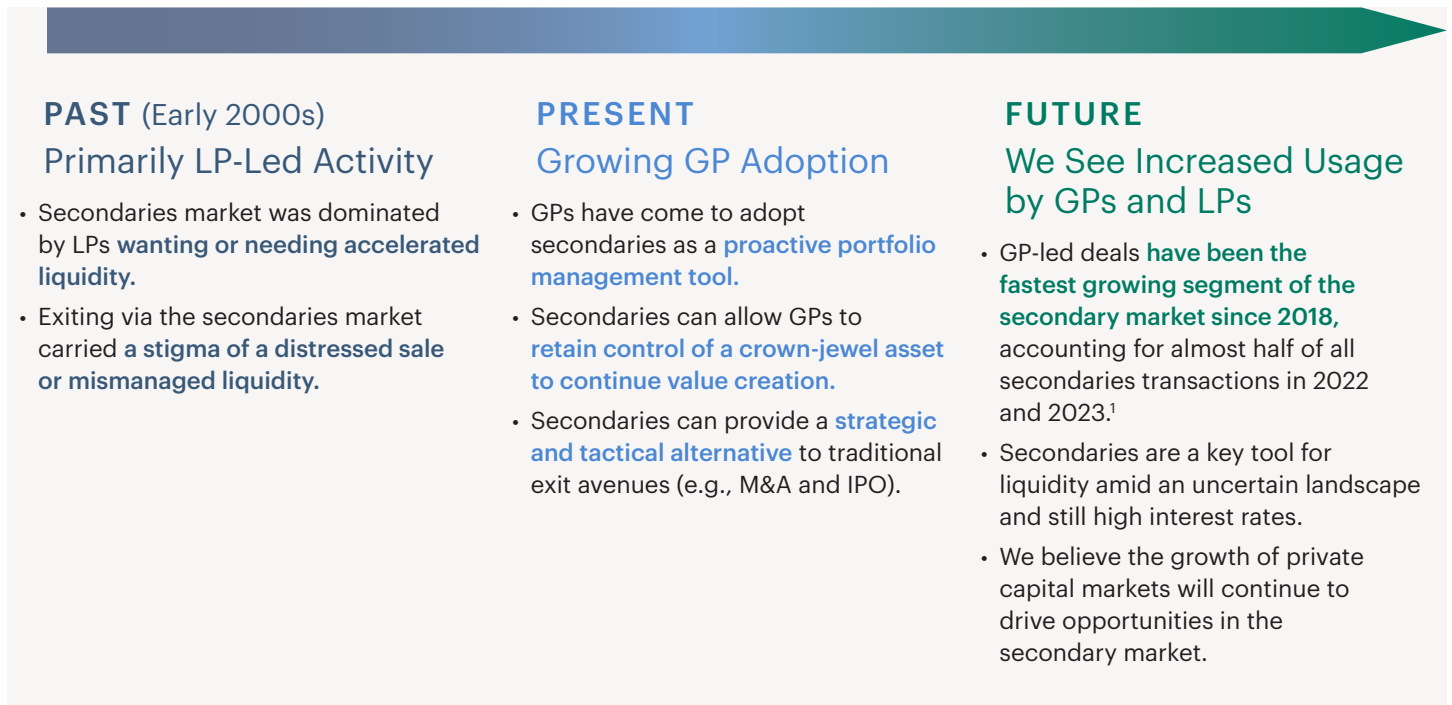 PAST (Early 2000s)
Primarily LP-Led Activity
• Secondaries market was dominated
by LPs wanting or needing accelerated
liquidity.
• Exiting via the secondaries market
carried a stigma of a distressed sale
or mismanaged liquidity.
PRESENT
Growing GP Adoption
• GPs have come to adopt
secondaries as a proactive portfolio
management tool.
• Secondaries can allow GPs to
retain control of a crown-jewel asset
to continue value creation.
• Secondaries can provide a strategic
and tactical alternative to traditional
exit avenues (e.g., M&A and IPO).
FUTURE
We See Increased Usage
by GPs and LPs
• GP-led deals have been the
fastest growing segment of the
secondary market since 2018,
accounting for almost half of all
secondaries transactions in 2022
and 2023.¹
• Secondaries are a key tool for
liquidity amid an uncertain landscape
and still high interest rates.
• We believe the growth of private
capital markets will continue to
drive opportunities in the
secondary market.